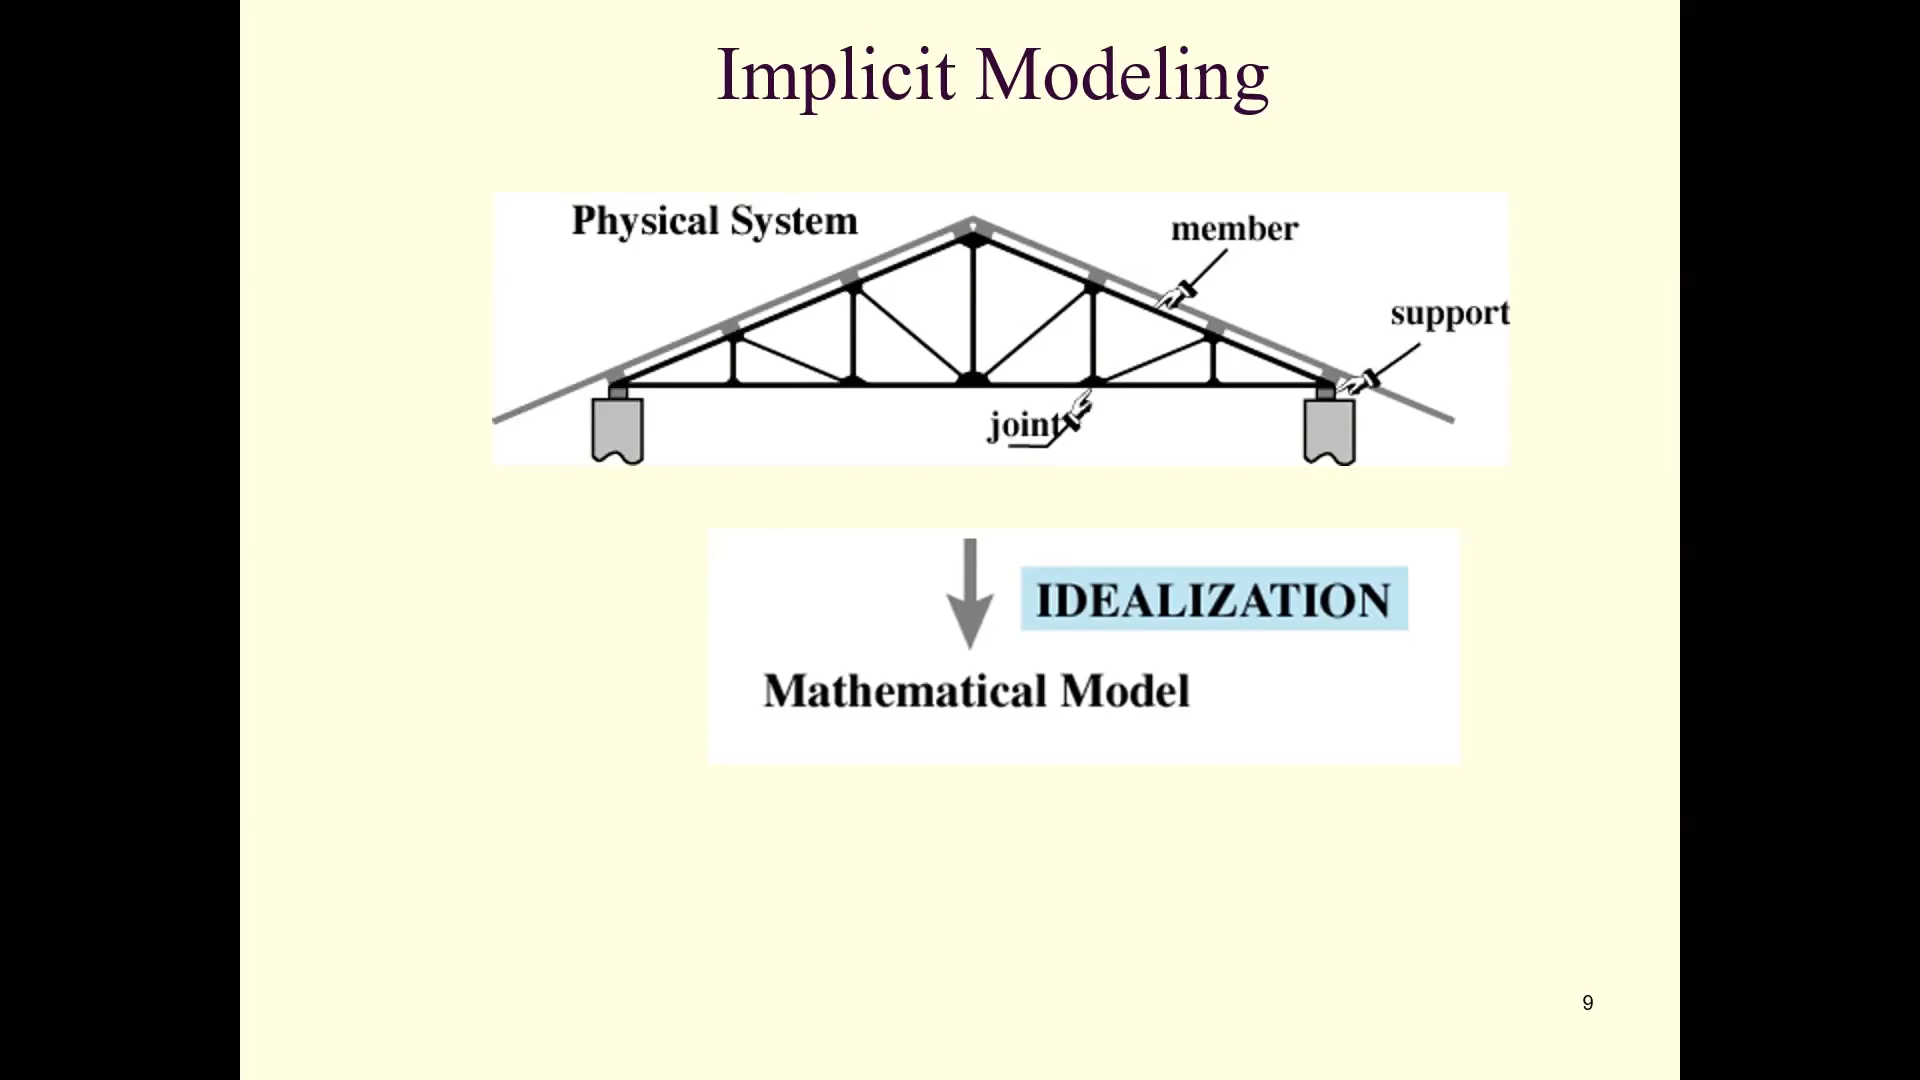 Implicit Modeling
Physical System
member
support
joint
IDEALIZATION
Mathematical Model
9